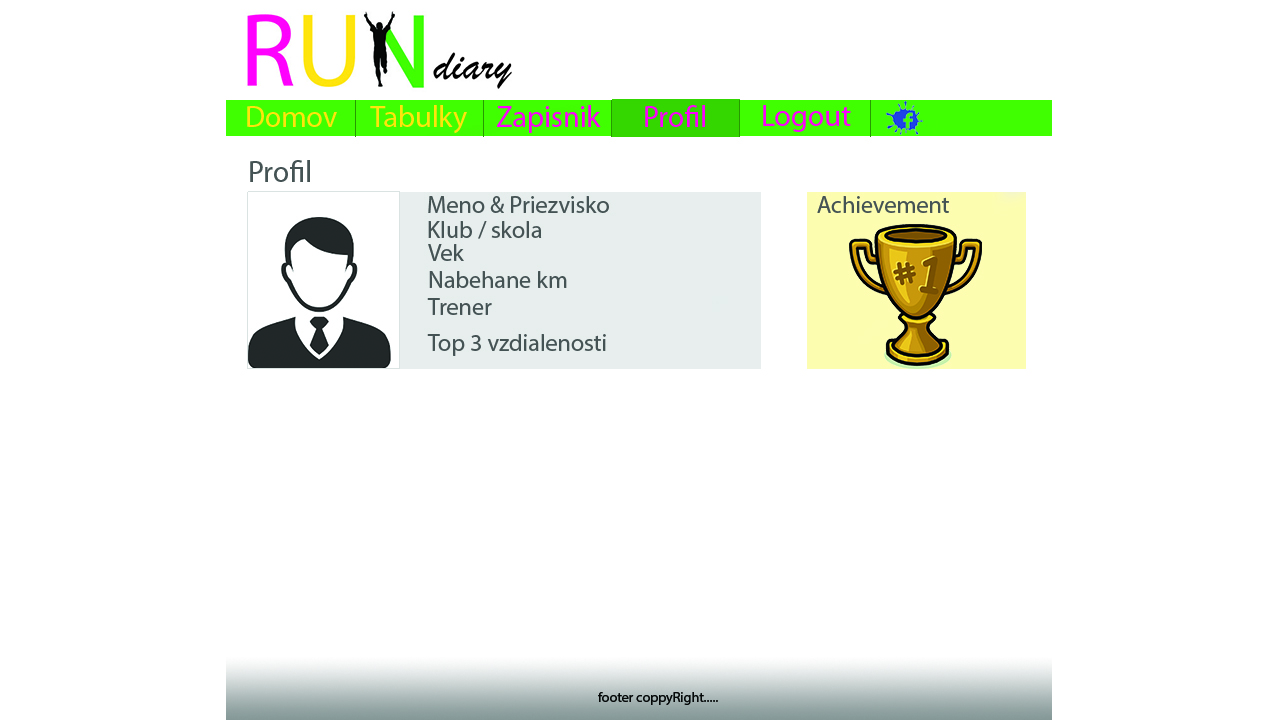 RUN diary
Domov Tabulky Zapisnik Profil Logout f
Profil
Meno & Priezvisko
Klub / skola
Vek
Nabehane km
Trener
Top 3 vzdialenosti
Achievement
#1
footer coppyRight.....